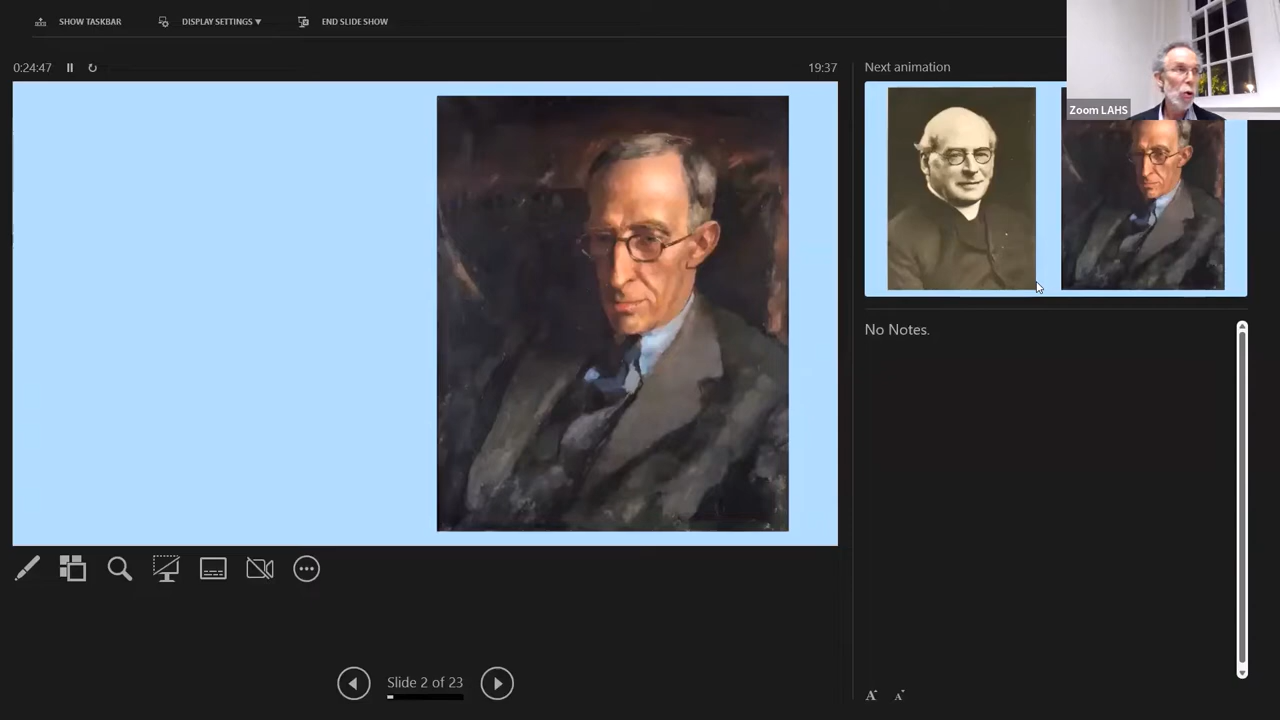 SHOW TASKBAR
DISPLAY SETTINGS ▼
END SLIDE SHOW
0:24:47
19:37
Next animation
Zoom LAHS
No Notes.
Slide 2 of 23
A A